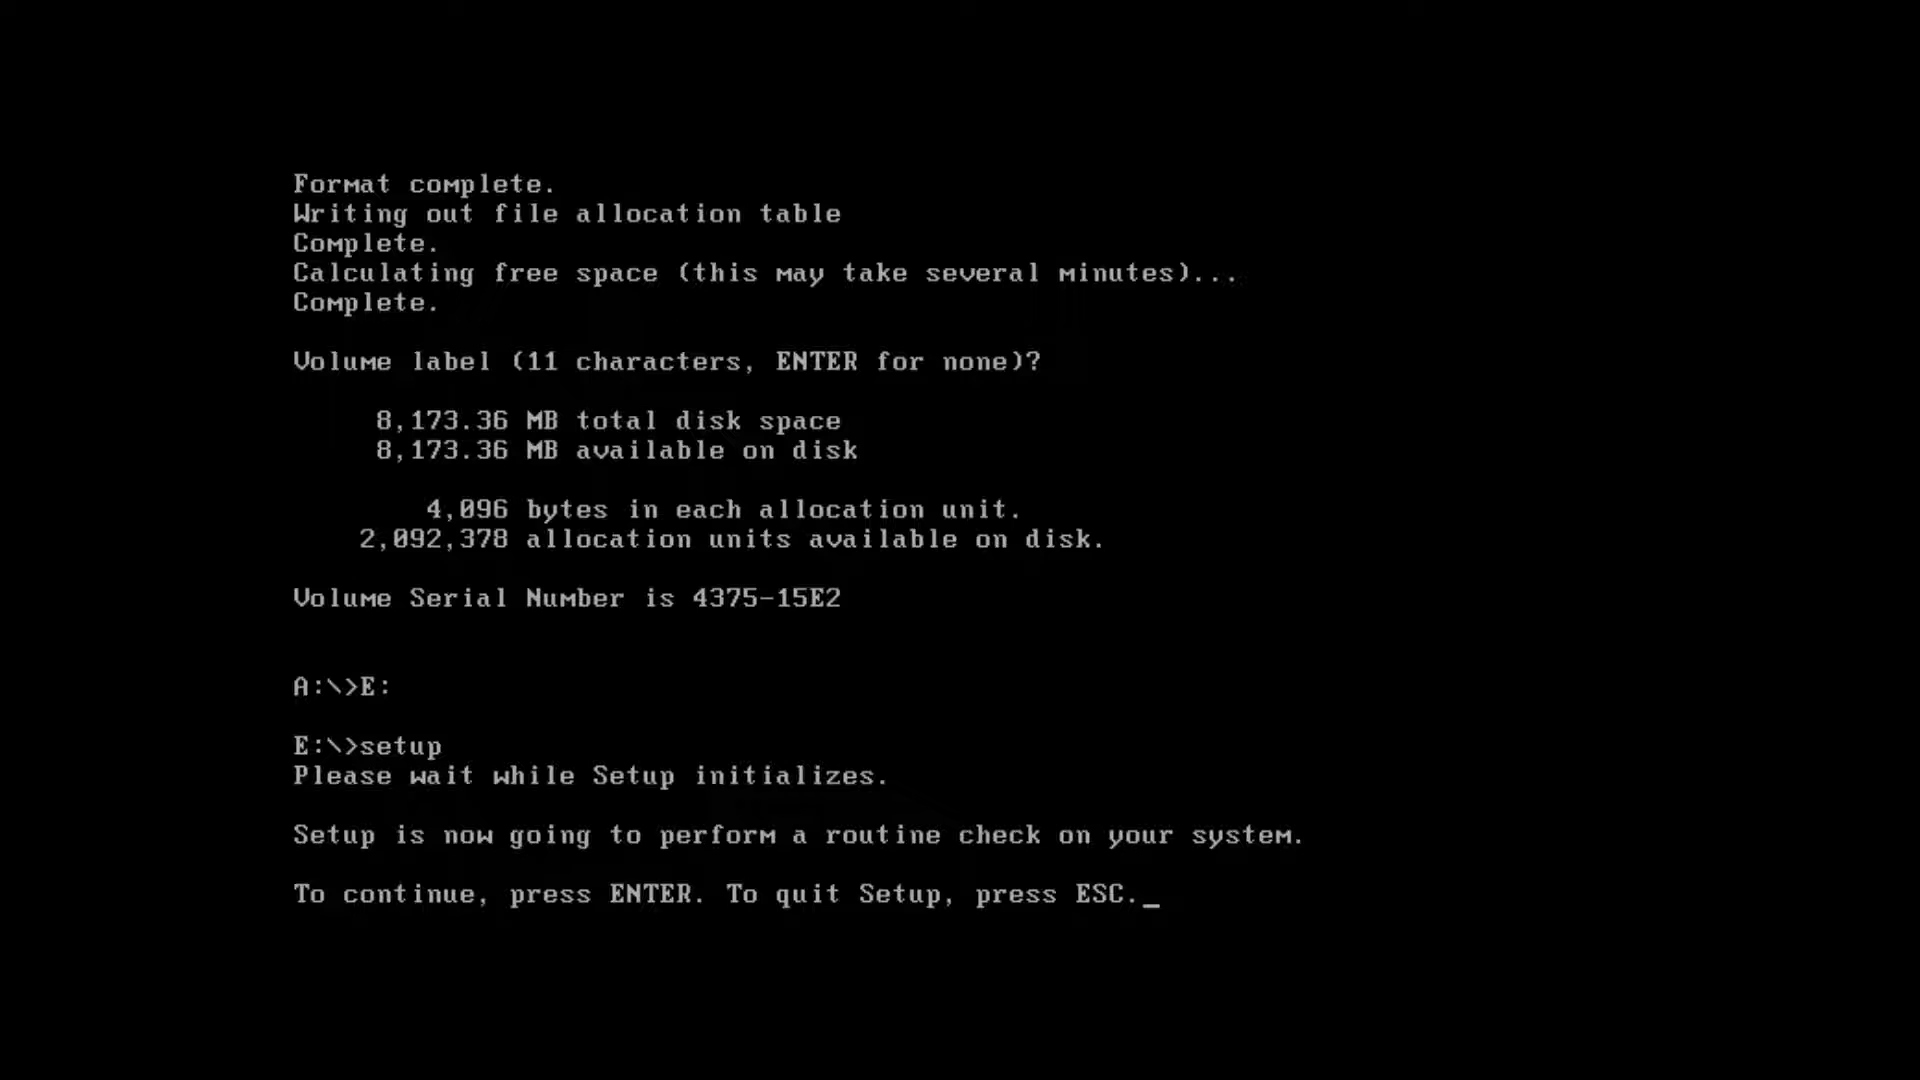 Format complete.
Writing out file allocation table
Complete.
Calculating free space (this may take several minutes)...
Complete.
Volume label (11 characters, ENTER for none)?
8,173.36 MB total disk space
8,173.36 MB available on disk
4,096 bytes in each allocation unit.
2,092,378 allocation units available on disk.
Volume Serial Number is 4375-15E2
A:\>E:
E:\>setup
Please wait while Setup initializes.
Setup is now going to perform a routine check on your system.
To continue, press ENTER. To quit Setup, press ESC._